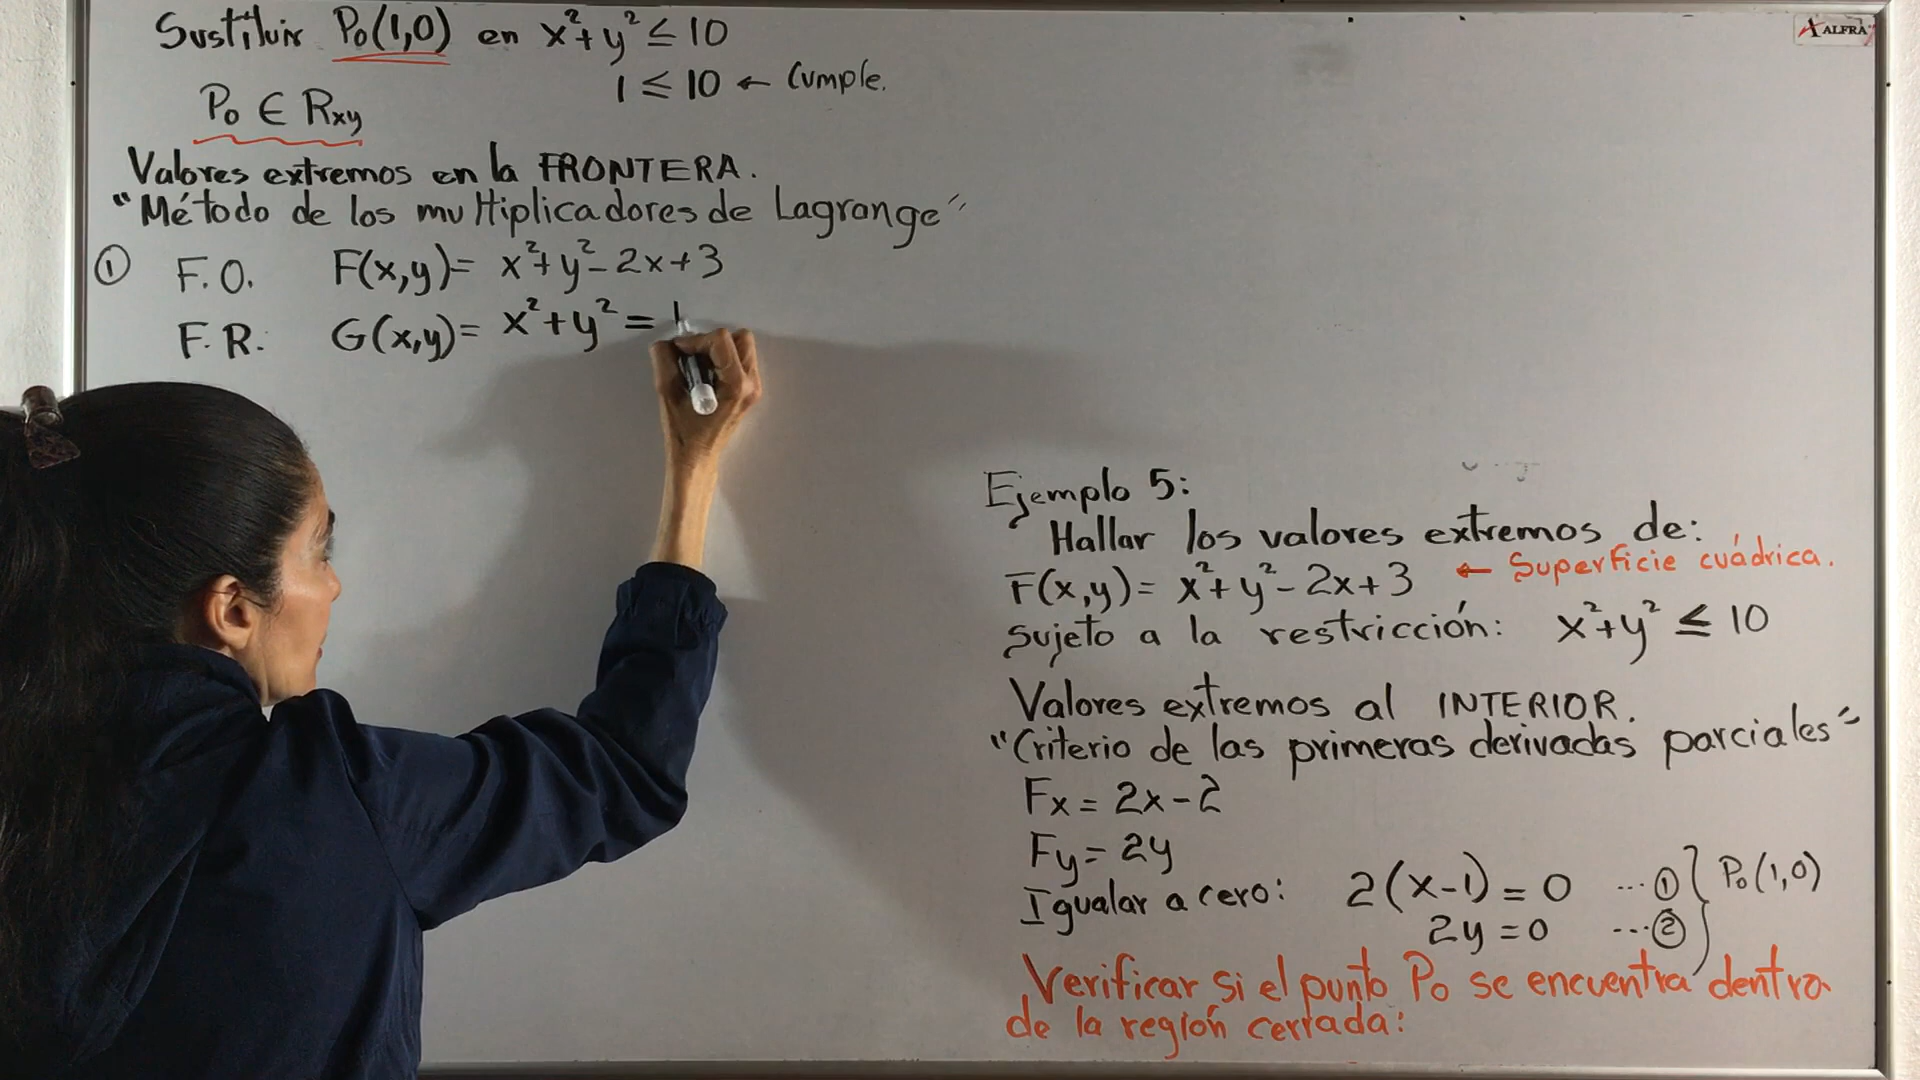 Sustituir Po(1,0) en x²+y² ≤ 10
1 ≤ 10 ← Cumple.
Po ∈ Rxy
Valores extremos en la FRONTERA.
"Método de los multiplicadores de Lagrange"
① F.O. F(x,y)= x²+y²-2x+3
F.R: G(x,y)= x²+y² = 1
ALFRA
Ejemplo 5:
Hallar los valores extremos de:
F(x,y)= x²+y²-2x+3 ← Superficie cuádrica.
sujeto a la restricción: x²+y² ≤ 10
Valores extremos al INTERIOR.
"Criterio de las primeras derivadas parciales"
Fx = 2x-2
Fy = 2y
Igualar a cero: 2(x-1) = 0 ...① } Po(1,0)
2y = 0 ...②
Verificar si el punto Po se encuentra dentro
de la región cerrada: